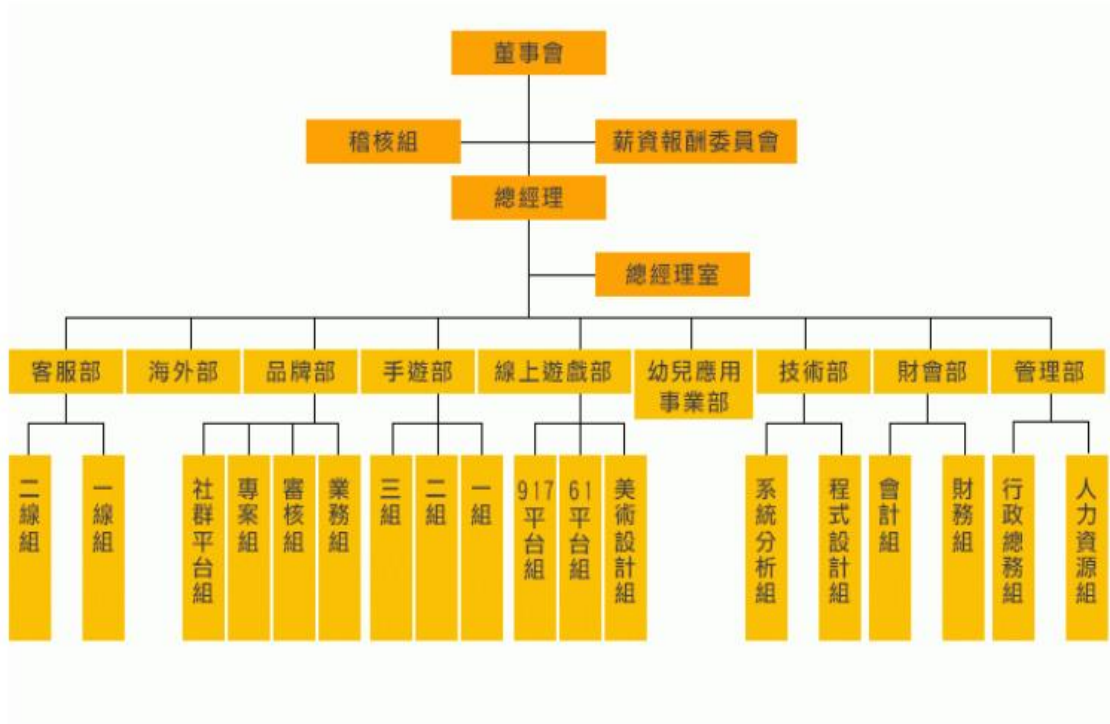 董事會
稽核組
薪資報酬委員會
總經理
總經理室
客服部
海外部
品牌部
手遊部
線上遊戲部
幼兒應用
事業部
技術部
財會部
管理部
二線組
一線組
社群平台組
專案組
審核組
業務組
三組
二組
一組
917平台組
61平台組
美術設計組
系統分析組
程式設計組
會計組
財務組
行政總務組
人力資源組